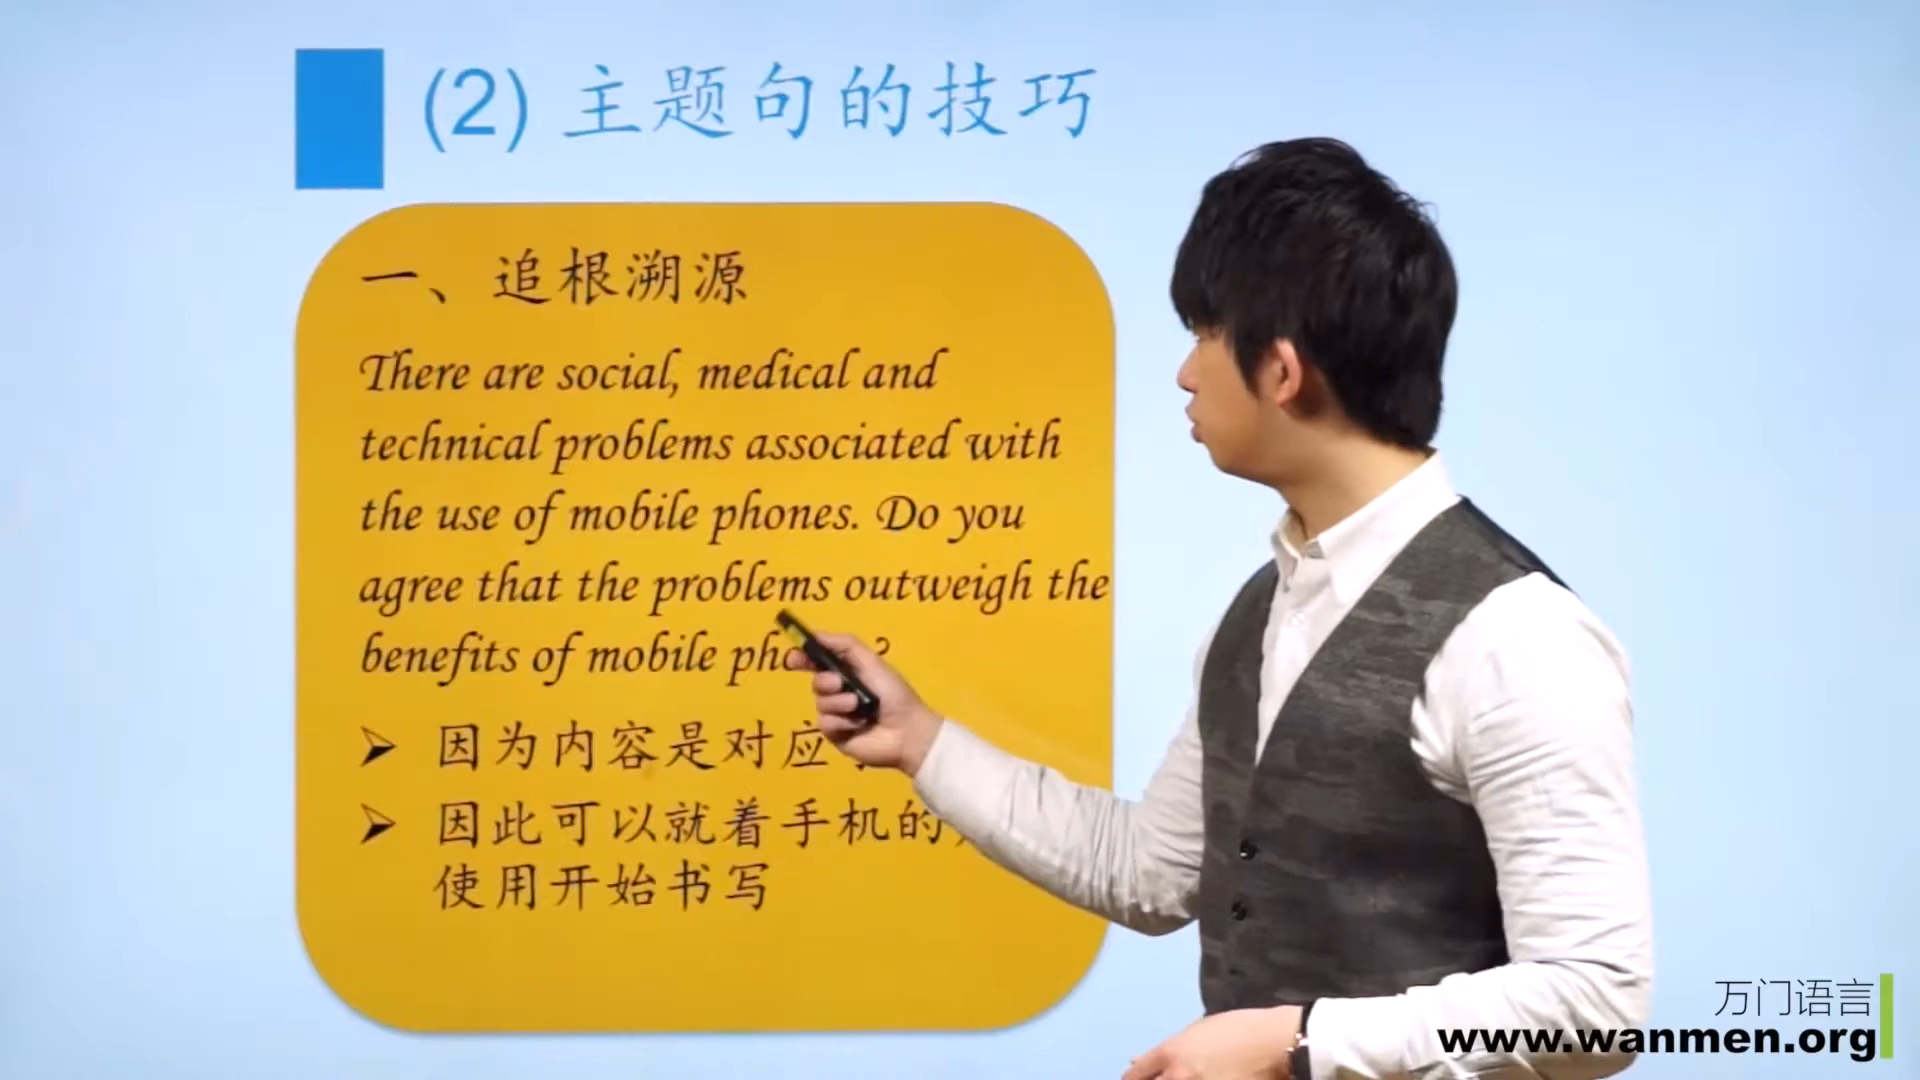 (2) 主题句的技巧
一、追根溯源
There are social, medical and
technical problems associated with
the use of mobile phones. Do you
agree that the problems outweigh the
benefits of mobile
因为内容是对应
因此可以就着手机的
使用开始书写
万门语言
www.wanmen.org